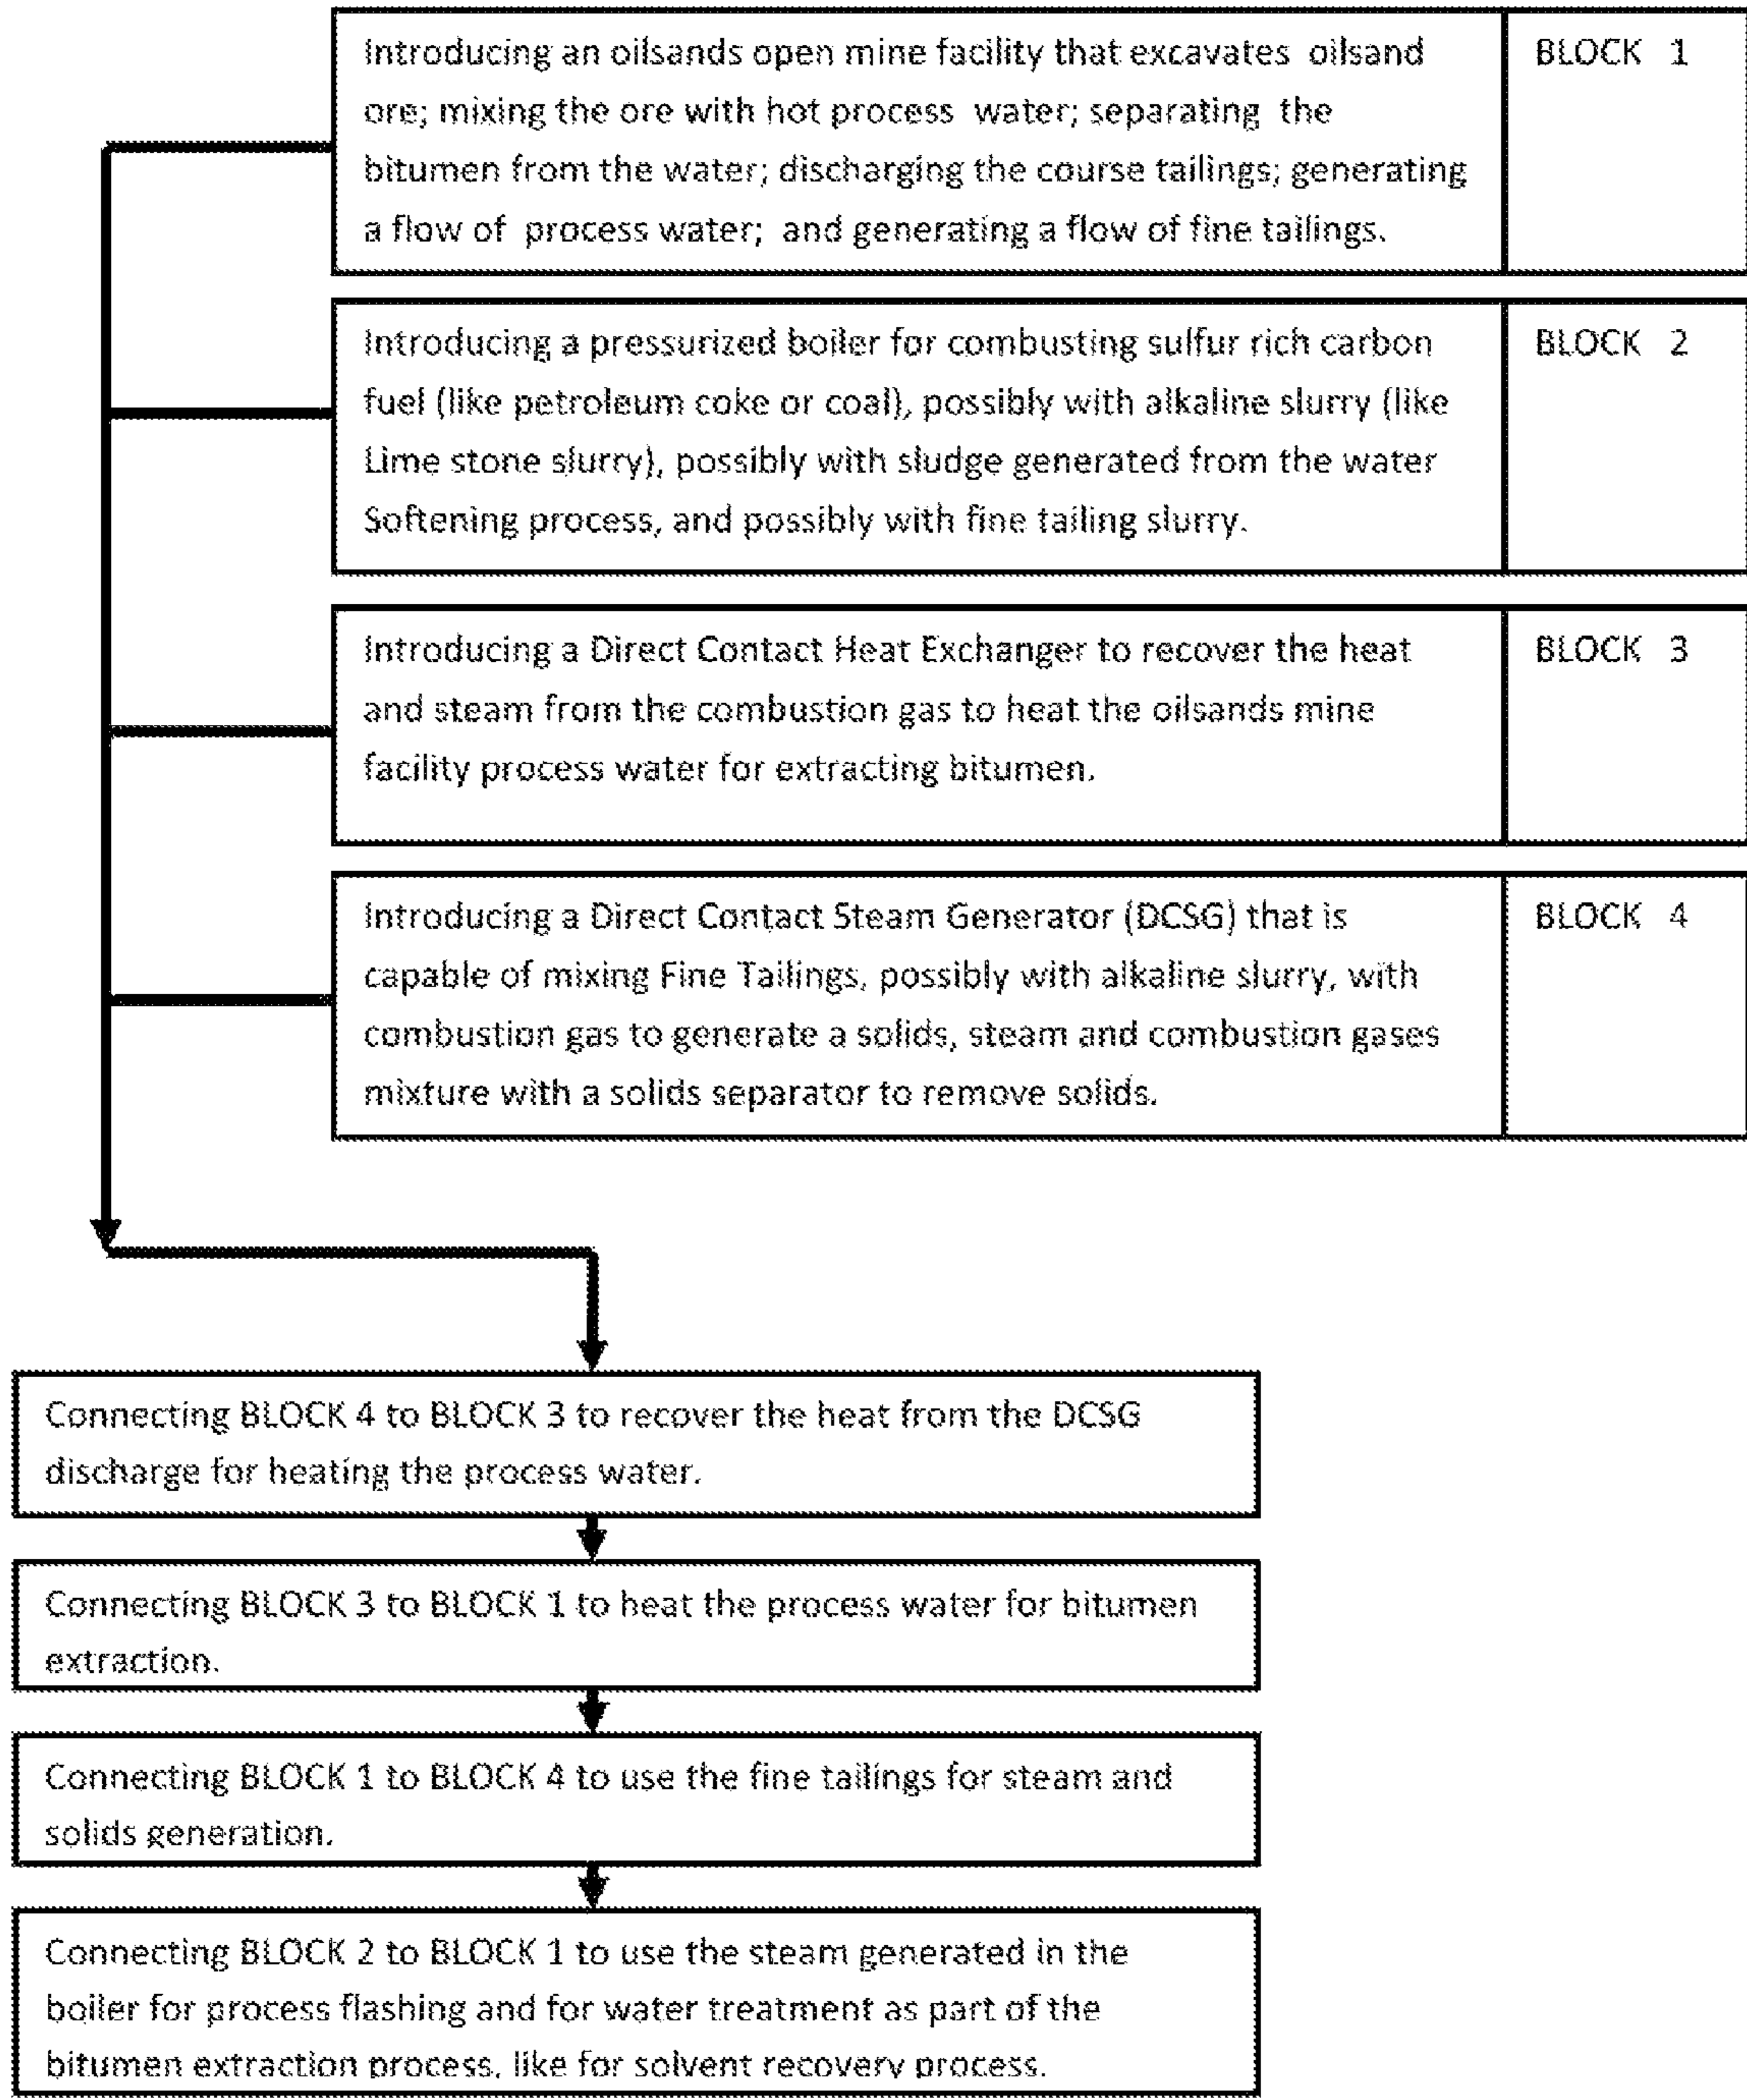 Introducing an oilsands open mine facility that excavates oilsand BLOCK 1
ore; mixing the ore with hot process water; separating the
bitumen from the water; discharging the course tailings; generating
a flow of process water; and generating a flow of fine tailings.
Introducing a pressurized boiler for combusting sulfur rich carbon BLOCK 2
fuel (like petroleum coke or coal), possibly with alkaline slurry (like
Lime stone slurry), possibly with sludge generated from the water
Softening process, and possibly with fine tailing slurry.
Introducing a Direct Contact Heat Exchanger to recover the heat BLOCK 3
and steam from the combustion gas to heat the oilsands mine
facility process water for extracting bitumen.
Introducing a Direct Contact Steam Generator (DCSG) that is BLOCK 4
capable of mixing Fine Tailings, possibly with alkaline slurry, with
combustion gas to generate a solids, steam and combustion gases
mixture with a solids separator to remove solids.
Connecting BLOCK 4 to BLOCK 3 to recover the heat from the DCSG
discharge for heating the process water.
Connecting BLOCK 3 to BLOCK 1 to heat the process water for bitumen
extraction.
Connecting BLOCK 1 to BLOCK 4 to use the fine tailings for steam and
solids generation.
Connecting BLOCK 2 to BLOCK 1 to use the steam generated in the
boiler for process flashing and for water treatment as part of the
bitumen extraction process, like for solvent recovery process.